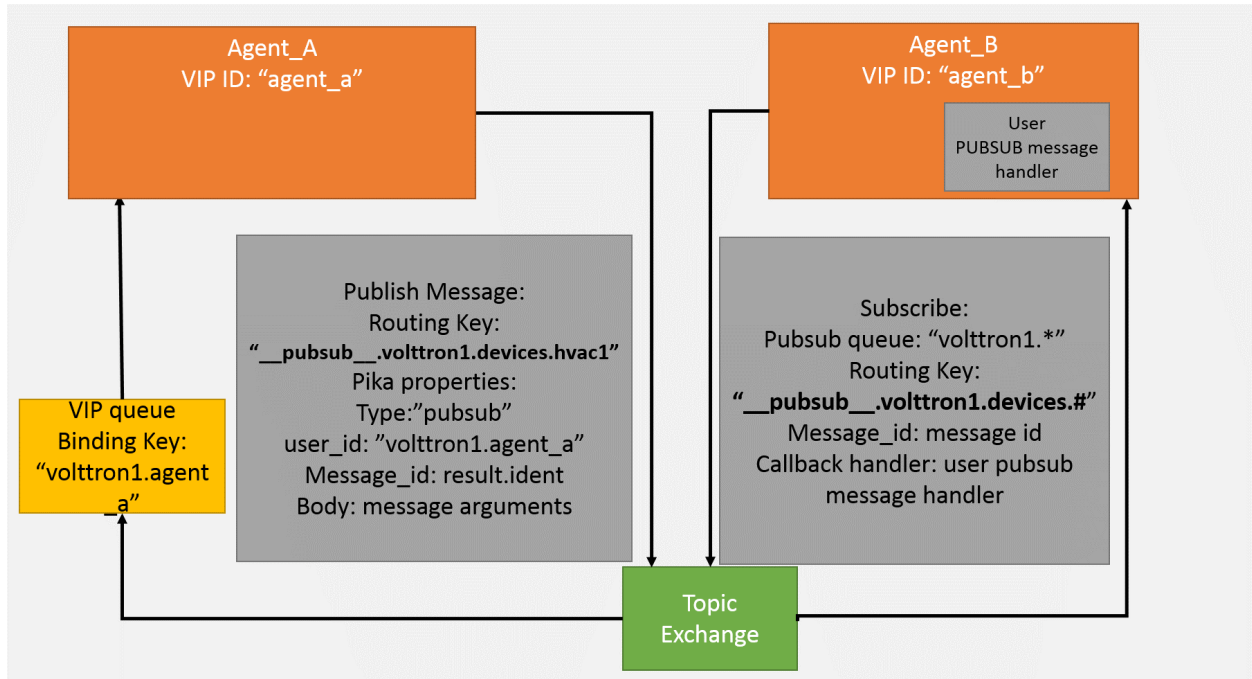 Agent_A
VIP ID: “agent_a”
Agent_B
VIP ID: “agent_b”
User
PUBSUB message
handler
Publish Message:
Routing Key:
“__pubsub__.volttron1.devices.hvac1”
Pika properties:
Type:”pubsub”
user_id: ”volttron1.agent_a”
Message_id: result.ident
Body: message arguments
Subscribe:
Pubsub queue: “volttron1.*”
Routing Key:
“__pubsub__.volttron1.devices.#”
Message_id: message id
Callback handler: user pubsub
message handler
VIP queue
Binding Key:
“volttron1.agent
_a”
Topic
Exchange